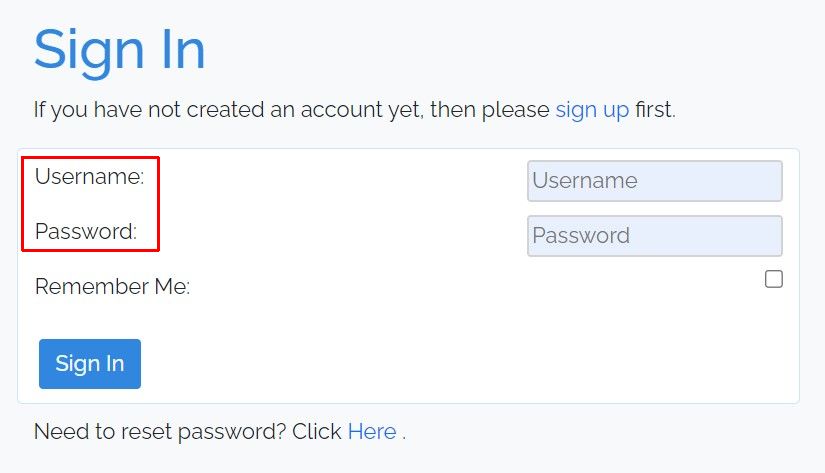 Sign In
If you have not created an account yet, then please sign up first.
Username: Username
Password: Password
Remember Me:
Sign In
Need to reset password? Click Here .